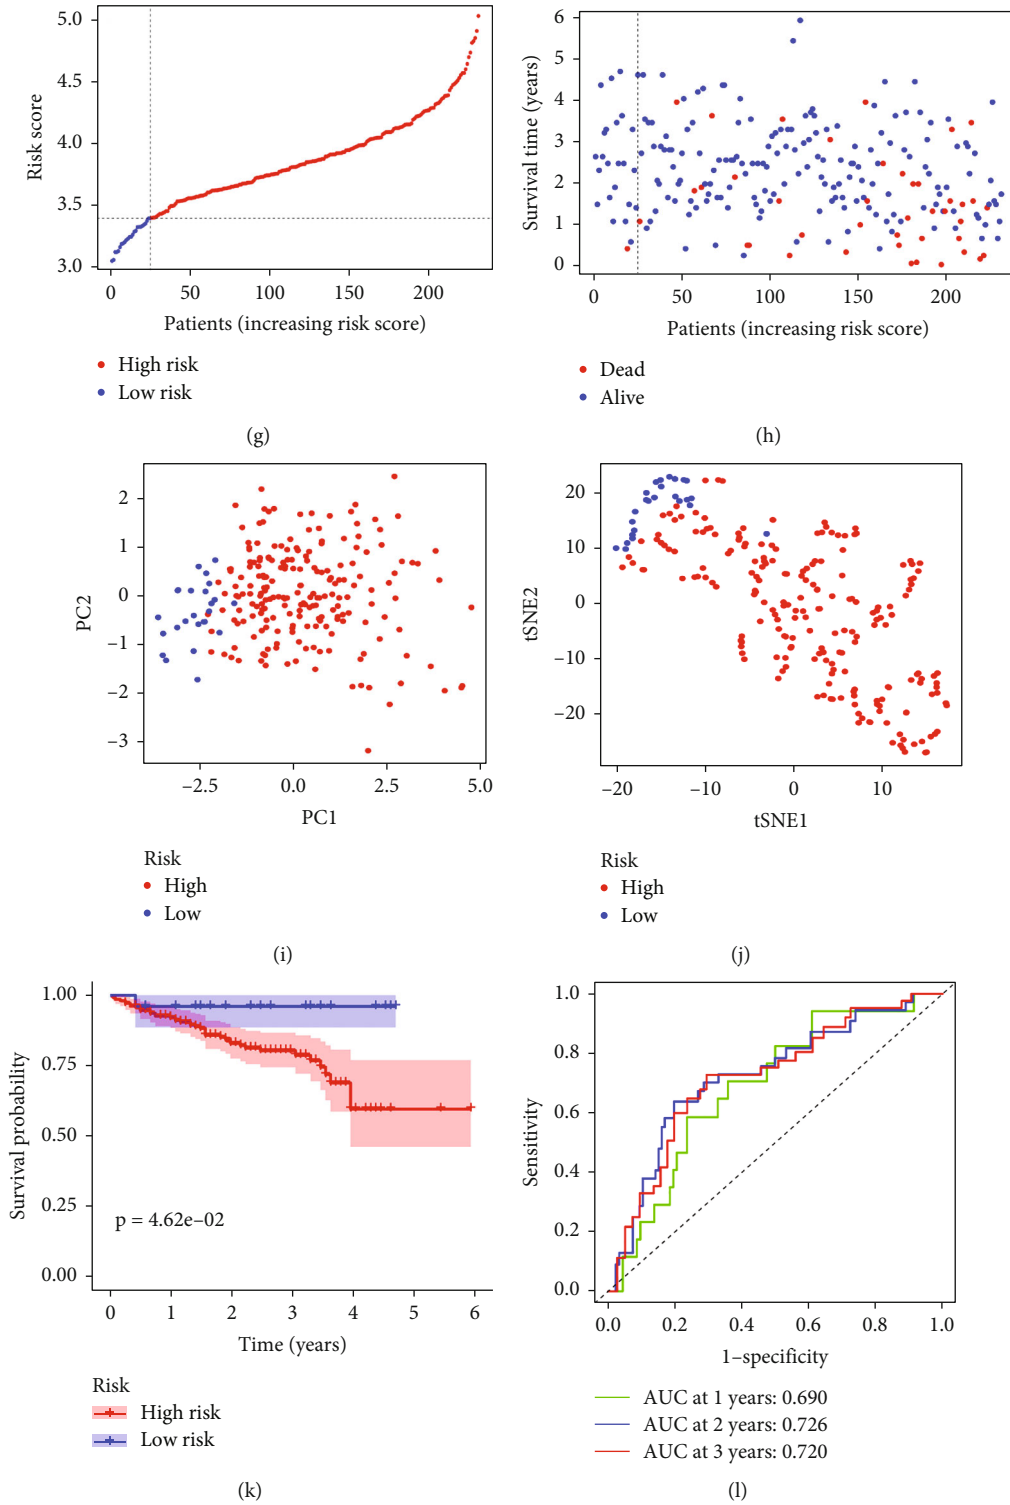 5.0
4.5
4.0
3.5
3.0
Risk score
0
50
100
150
200
Patients (increasing risk score)
High risk
Low risk
(g)
6
5
4
3
2
1
0
Survival time (years)
0
50
100
150
200
Patients (increasing risk score)
Dead
Alive
(h)
2
1
0
−1
−2
−3
PC2
−2.5
0.0
2.5
5.0
PC1
Risk
High
Low
(i)
20
10
0
−10
−20
tSNE2
−20
−10
0
10
tSNE1
Risk
High
Low
(j)
1.00
0.75
0.50
0.25
0.00
Survival probability
p = 4.62e−02
0
1
2
3
4
5
6
Time (years)
Risk
High risk
Low risk
(k)
1.0
0.8
0.6
0.4
0.2
0.0
Sensitivity
0.0
0.2
0.4
0.6
0.8
1.0
1−specificity
AUC at 1 years: 0.690
AUC at 2 years: 0.726
AUC at 3 years: 0.720
(l)